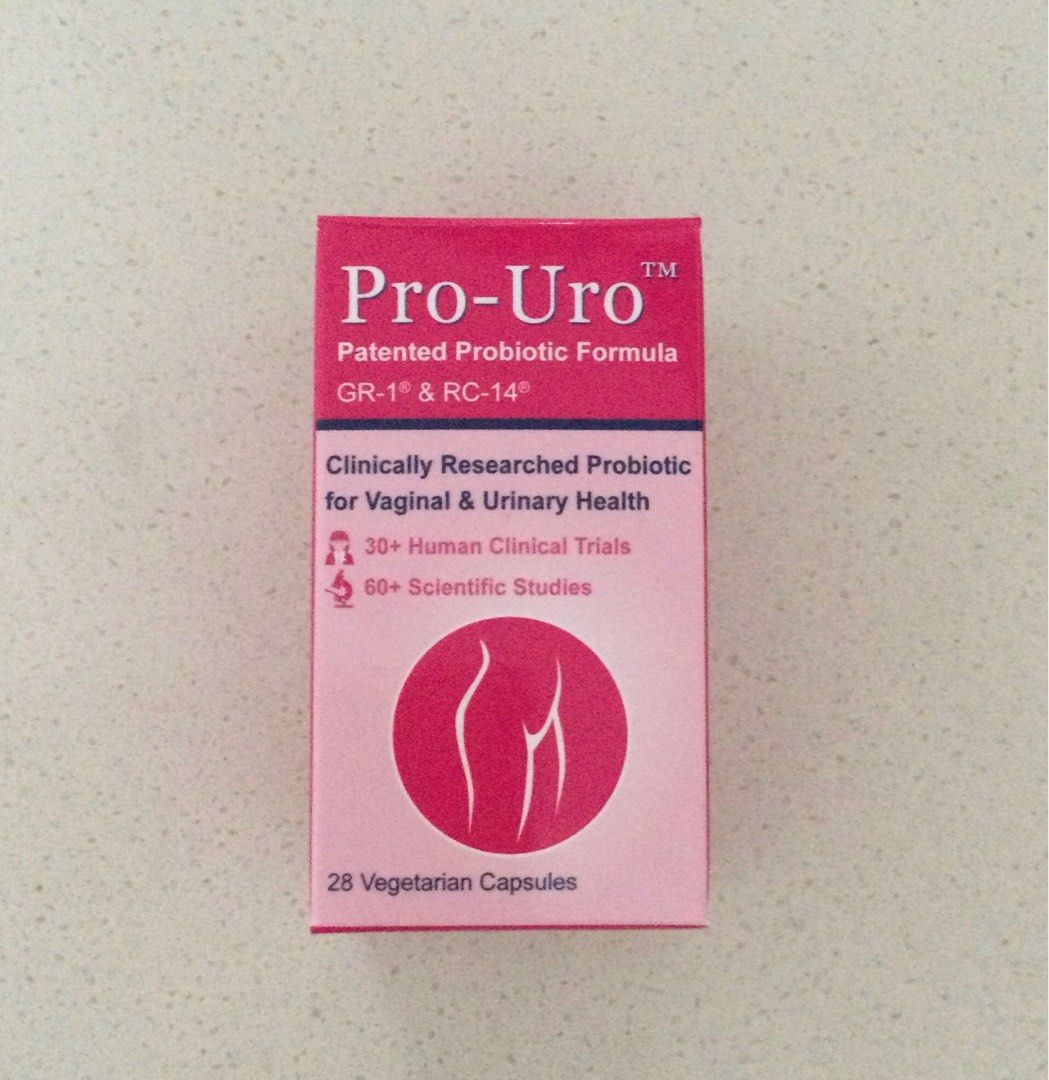 Pro-Uro™
Patented Probiotic Formula
GR-1® & RC-14®
Clinically Researched Probiotic
for Vaginal & Urinary Health
30+ Human Clinical Trials
60+ Scientific Studies
28 Vegetarian Capsules